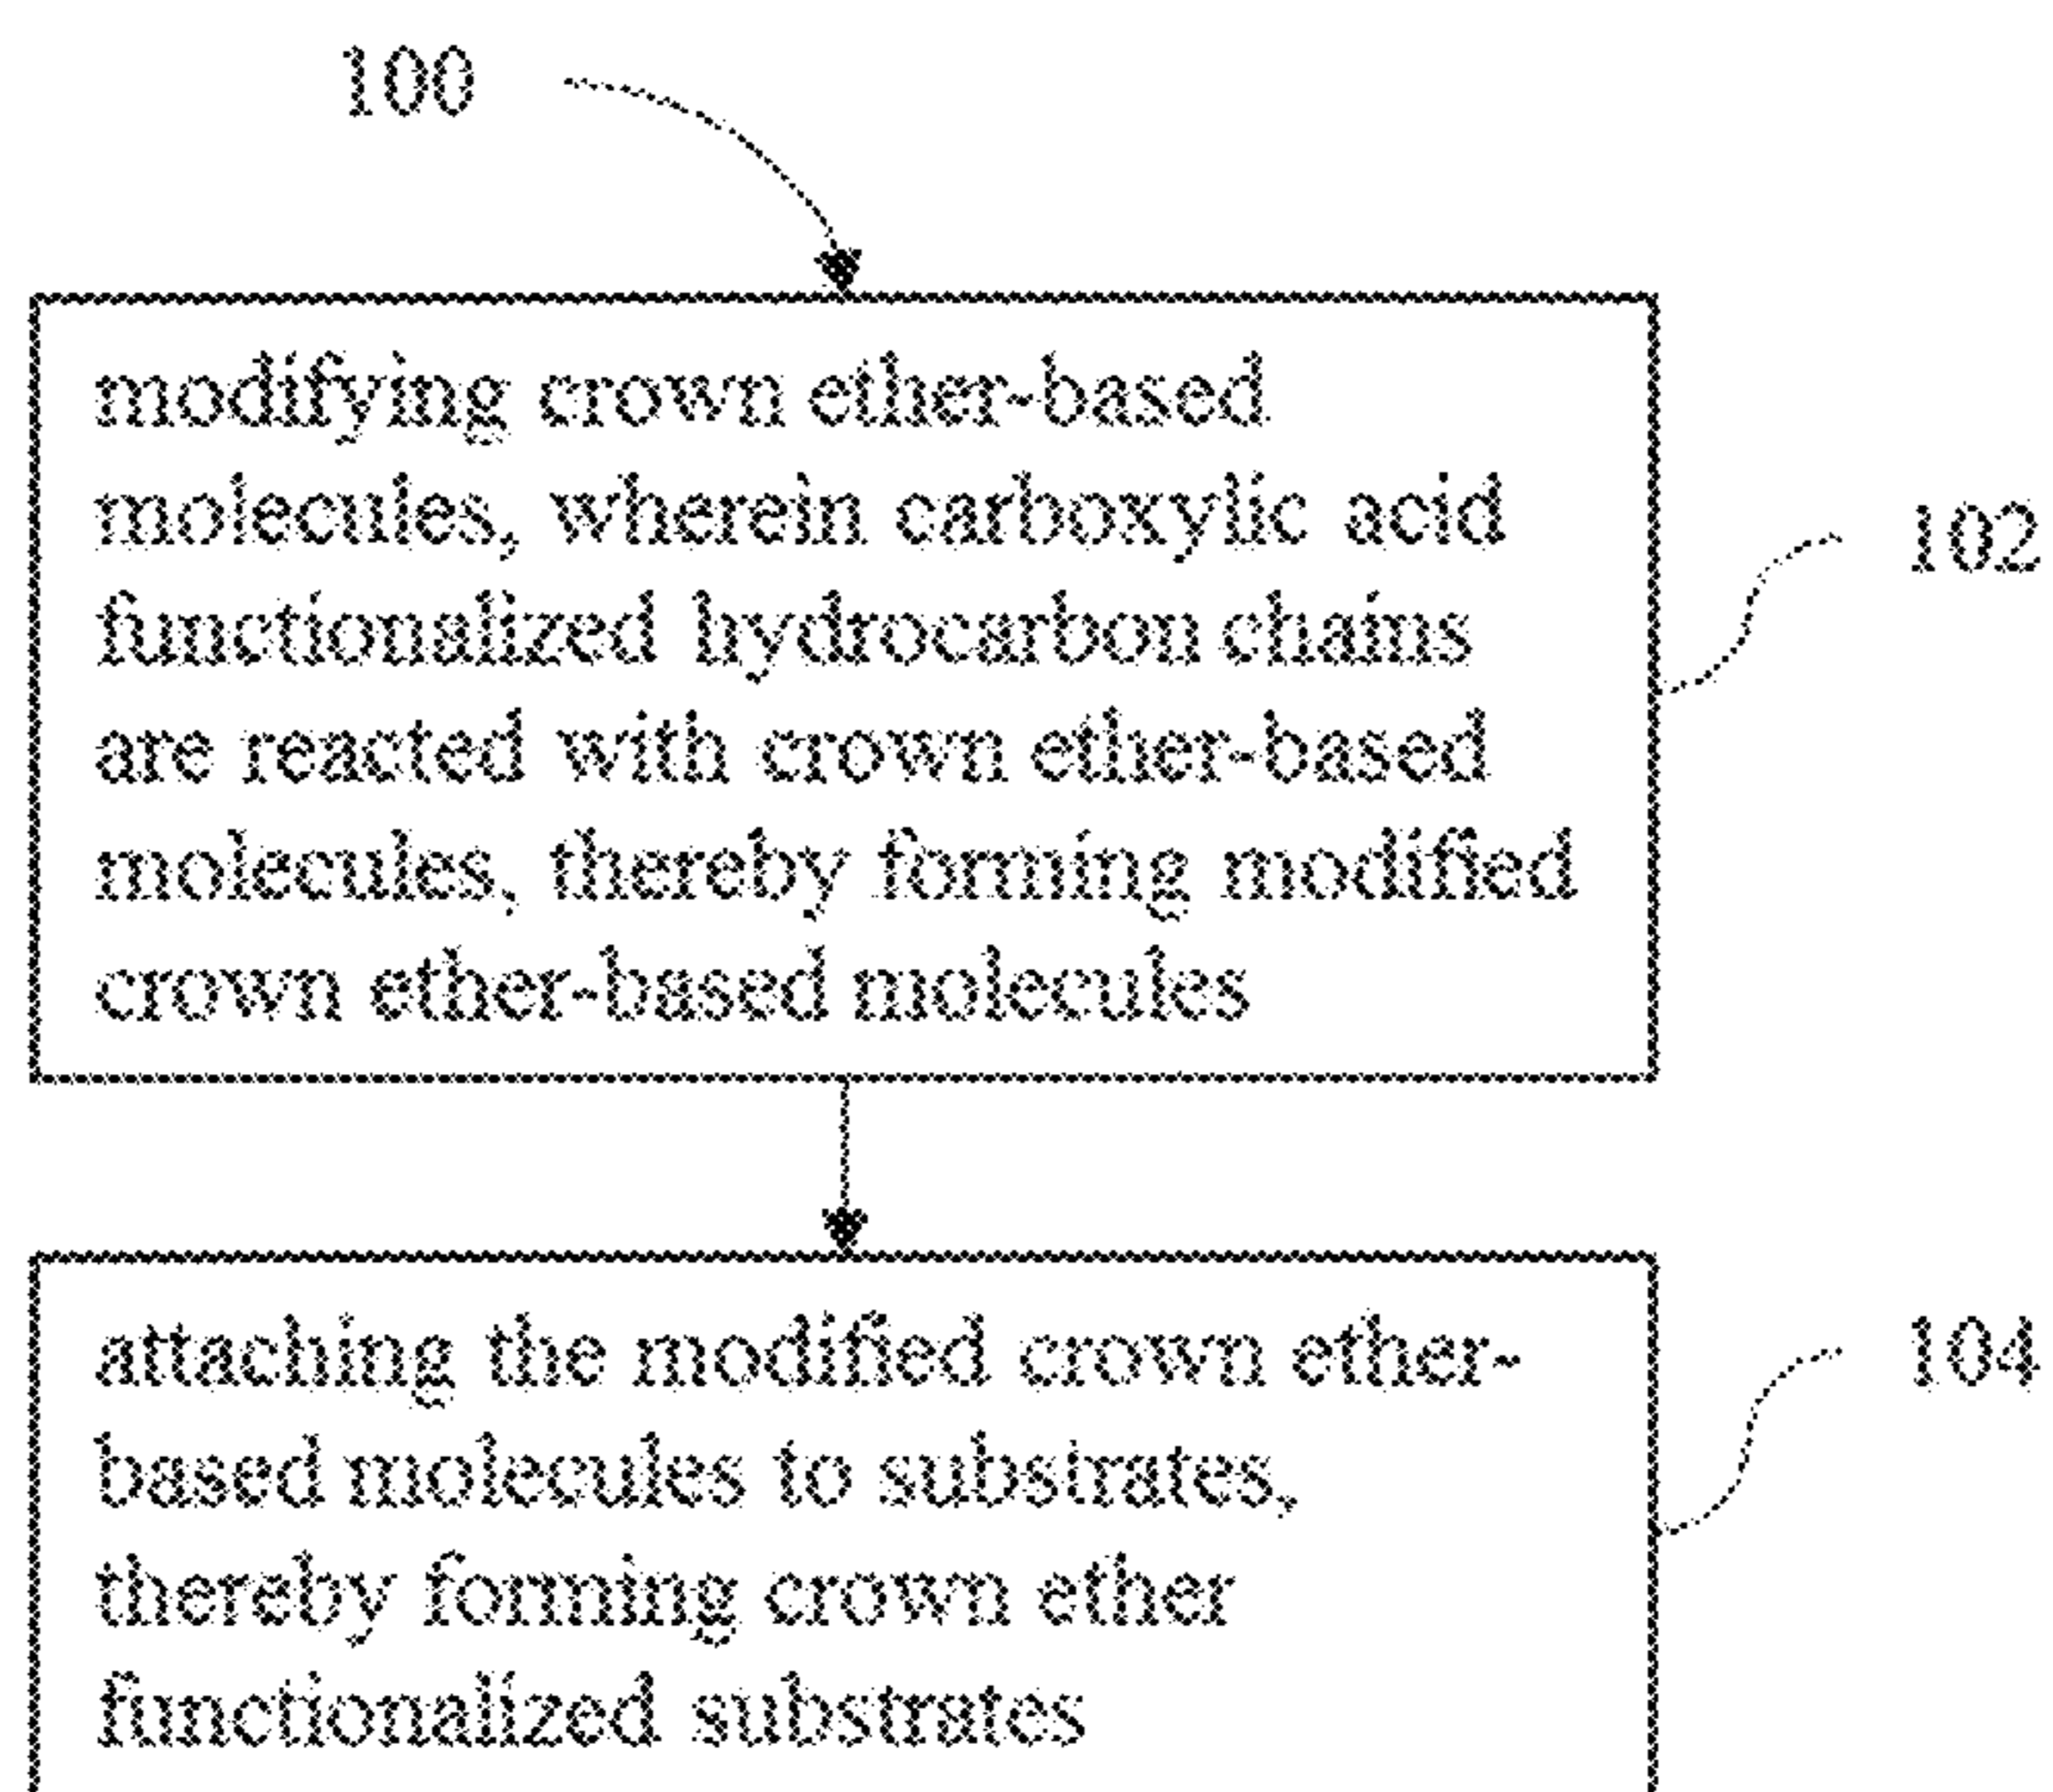 100
modifying crown ether-based
molecules, wherein carboxylic acid
functionalized hydrocarbon chains
are reacted with crown ether-based
molecules, thereby forming modified
crown ether-based molecules
102
attaching the modified crown ether-
based molecules to substrates,
thereby forming crown ether
functionalized substrates
104